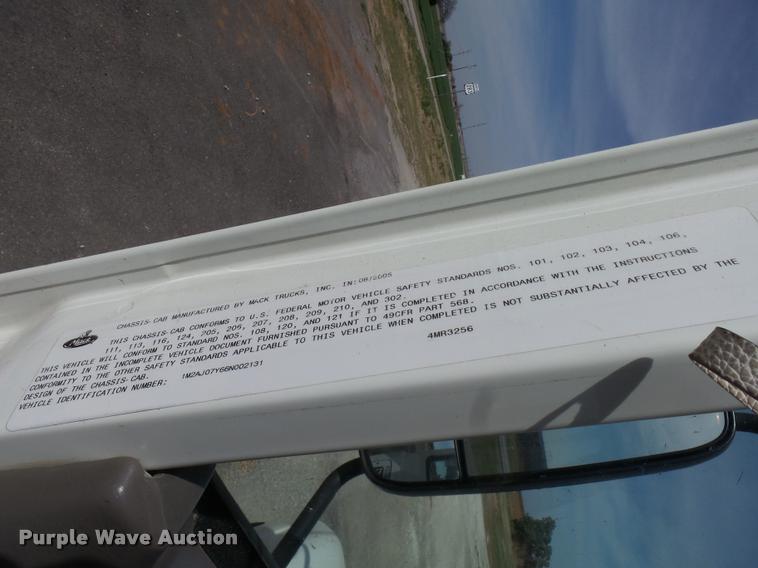 CHASSIS-CAB MANUFACTURED BY MACK TRUCKS, INC. IN: 08/2005
THIS CHASSIS-CAB CONFORMS TO U.S. FEDERAL MOTOR VEHICLE SAFETY STANDARDS NOS. 101, 102, 103, 104, 106,
111, 113, 116, 124, 205, 206, 207, 208, 209, 210, AND 302.
THIS VEHICLE WILL CONFORM TO STANDARD NOS. 108, 120, AND 121 IF IT IS COMPLETED IN ACCORDANCE WITH THE INSTRUCTIONS
CONTAINED IN THE INCOMPLETE VEHICLE DOCUMENT FURNISHED PURSUANT TO 49CFR PART 568.
CONFORMITY TO THE OTHER SAFETY STANDARDS APPLICABLE TO THIS VEHICLE WHEN COMPLETED IS NOT SUBSTANTIALLY AFFECTED BY THE
DESIGN OF THE CHASSIS-CAB.
VEHICLE IDENTIFICATION NUMBER: 1M2AJ07Y66N002131 4MR3256
Mack
Purple Wave Auction